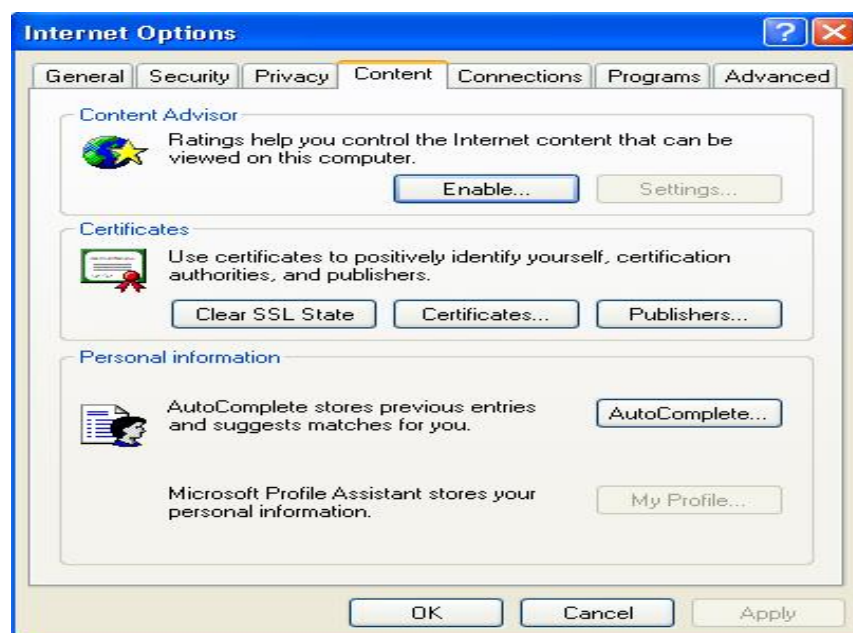 Internet Options
General Security Privacy Content Connections Programs Advanced
Content Advisor
Ratings help you control the Internet content that can be
viewed on this computer.
Enable... Settings...
Certificates
Use certificates to positively identify yourself, certification
authorities, and publishers.
Clear SSL State Certificates... Publishers...
Personal information
AutoComplete stores previous entries
and suggests matches for you.
AutoComplete...
Microsoft Profile Assistant stores your
personal information.
My Profile...
OK Cancel Apply